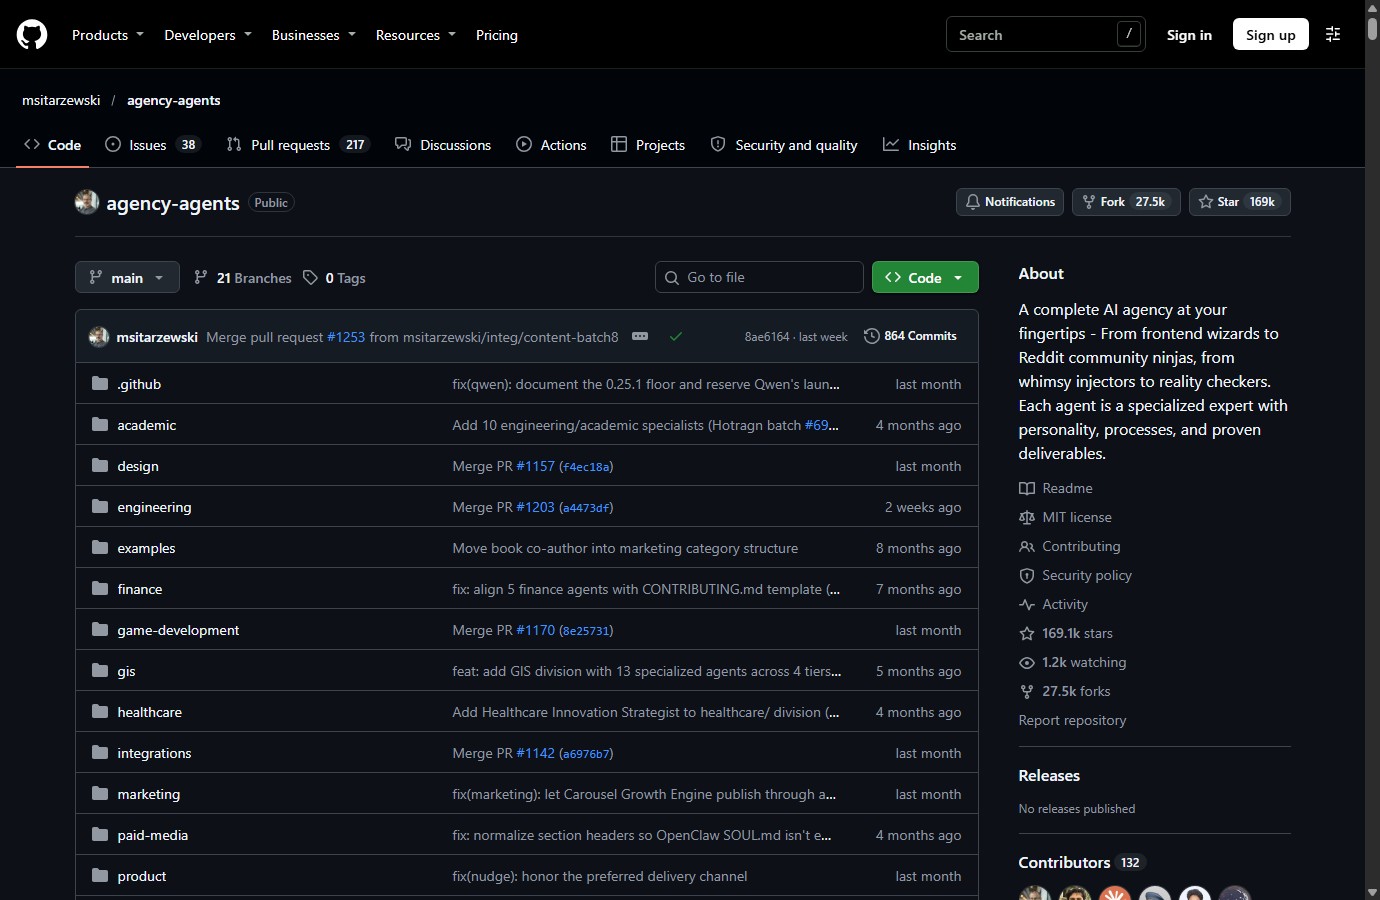 Products Developers Businesses Resources Pricing Search / Sign in Sign up
msitarzewski / agency-agents
Code Issues 38 Pull requests 217 Discussions Actions Projects Security and quality Insights
agency-agents Public Notifications Fork 27.5k Star 169k
main 21 Branches 0 Tags Go to file Code
msitarzewski Merge pull request #1253 from msitarzewski/integ/content-batch8 8ae6164 · last week 864 Commits
.github fix(qwen): document the 0.25.1 floor and reserve Qwen's laun... last month
academic Add 10 engineering/academic specialists (Hotragn batch #69... 4 months ago
design Merge PR #1157 (f4ec18a) last month
engineering Merge PR #1203 (a4473df) 2 weeks ago
examples Move book co-author into marketing category structure 8 months ago
finance fix: align 5 finance agents with CONTRIBUTING.md template (... 7 months ago
game-development Merge PR #1170 (8e25731) last month
gis feat: add GIS division with 13 specialized agents across 4 tiers... 5 months ago
healthcare Add Healthcare Innovation Strategist to healthcare/ division (... 4 months ago
integrations Merge PR #1142 (a6976b7) last month
marketing fix(marketing): let Carousel Growth Engine publish through a... last month
paid-media fix: normalize section headers so OpenClaw SOUL.md isn't e... 4 months ago
product fix(nudge): honor the preferred delivery channel last month
About
A complete AI agency at your
fingertips - From frontend wizards to
Reddit community ninjas, from
whimsy injectors to reality checkers.
Each agent is a specialized expert with
personality, processes, and proven
deliverables.
Readme
MIT license
Contributing
Security policy
Activity
169.1k stars
1.2k watching
27.5k forks
Report repository
Releases
No releases published
Contributors 132